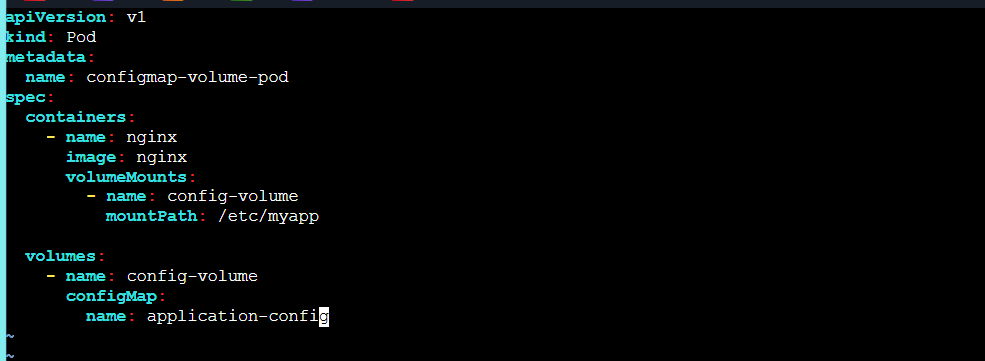 apiVersion: v1
kind: Pod
metadata:
  name: configmap-volume-pod
spec:
  containers:
    - name: nginx
      image: nginx
      volumeMounts:
        - name: config-volume
          mountPath: /etc/myapp

  volumes:
    - name: config-volume
      configMap:
        name: application-config
~
~